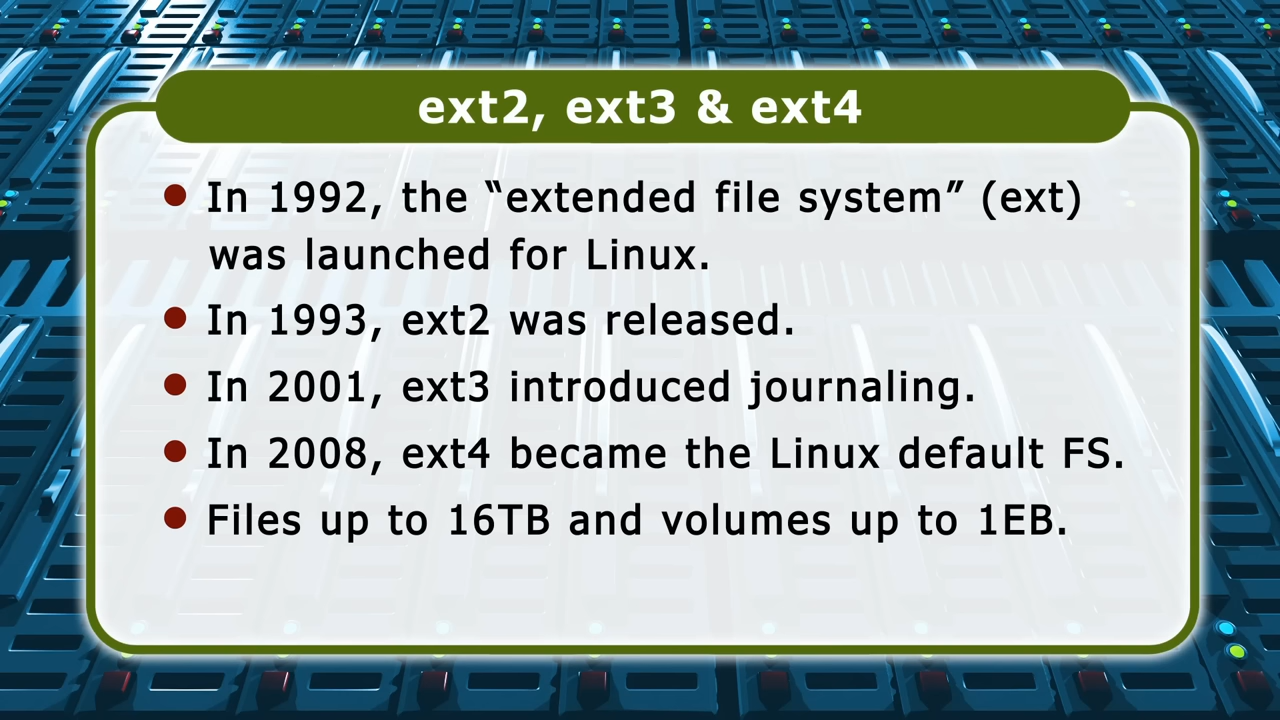 ext2, ext3 & ext4
● In 1992, the “extended file system” (ext)
was launched for Linux.
● In 1993, ext2 was released.
● In 2001, ext3 introduced journaling.
● In 2008, ext4 became the Linux default FS.
● Files up to 16TB and volumes up to 1EB.